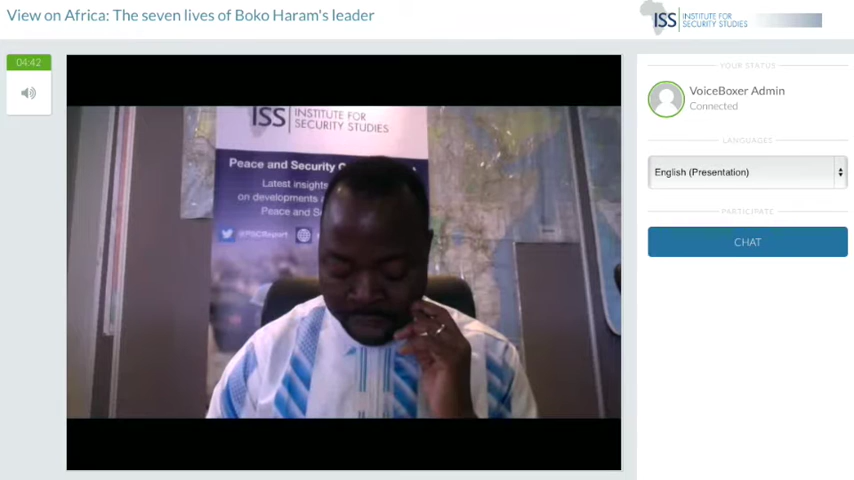 View on Africa: The seven lives of Boko Haram's leader
ISS INSTITUTE FOR
SECURITY STUDIES
04:42
ISS INSTITUTE FOR
SECURITY STUDIES
Peace and Security
Latest insights
on developments
Peace and
@PSCReport
YOUR STATUS
VoiceBoxer Admin
Connected
LANGUAGES
English (Presentation)
PARTICIPATE
CHAT